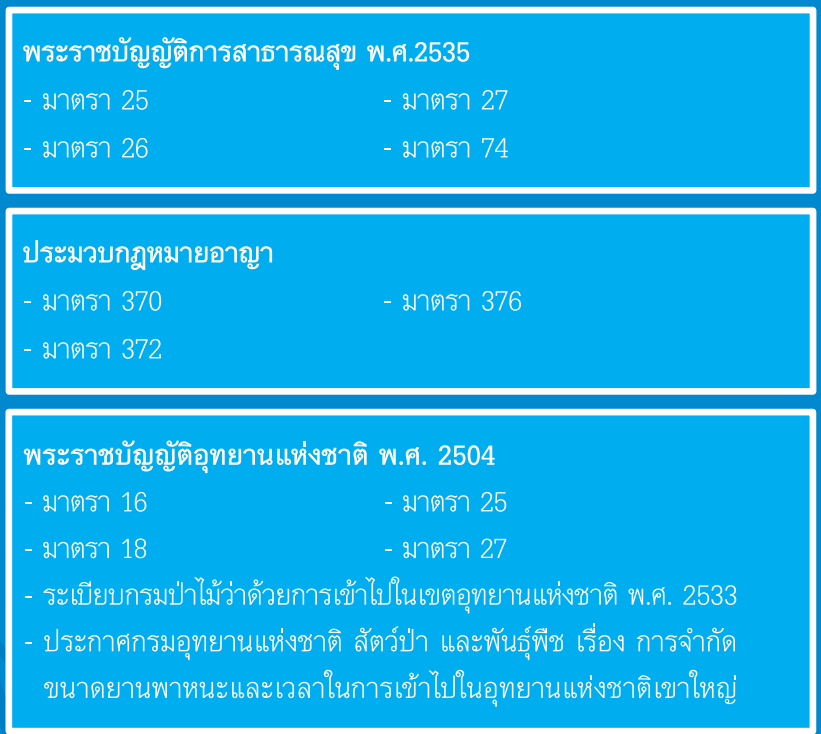 พระราชบัญญัติการสาธารณสุข พ.ศ.2535
- มาตรา 25 - มาตรา 27
- มาตรา 26 - มาตรา 74
ประมวบกฎหมายอาญา
- มาตรา 370 - มาตรา 376
- มาตรา 372
พระราชบัญญัติอุทยานแห่งชาติ พ.ศ. 2504
- มาตรา 16 - มาตรา 25
- มาตรา 18 - มาตรา 27
- ระเบียบกรมป่าไม้ว่าด้วยการเข้าไปในเขตอุทยานแห่งชาติ พ.ศ. 2533
- ประกาศกรมอุทยานแห่งชาติ สัตว์ป่า และพันธุ์พืช เรื่อง การจำกัด
ขนาดยานพาหนะและเวลาในการเข้าไปในอุทยานแห่งชาติเขาใหญ่